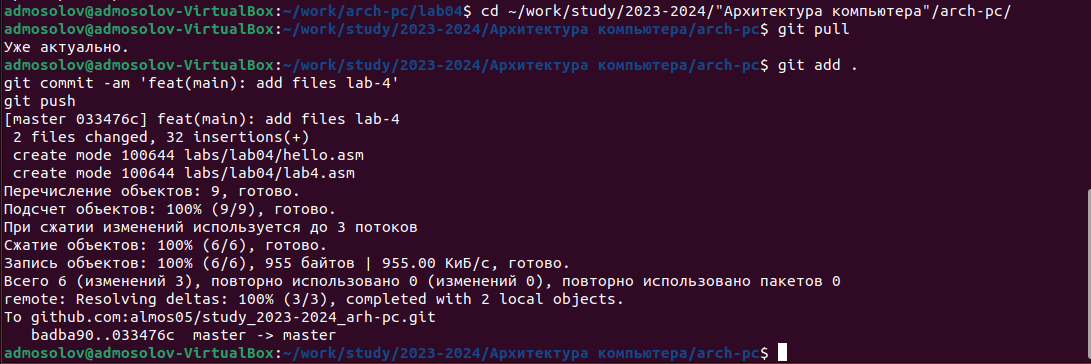 admosolov@admosolov-VirtualBox:~/work/arch-pc/lab04$ cd ~/work/study/2023-2024/"Архитектура компьютера"/arch-pc/
admosolov@admosolov-VirtualBox:~/work/study/2023-2024/Архитектура компьютера/arch-pc$ git pull
Уже актуально.
admosolov@admosolov-VirtualBox:~/work/study/2023-2024/Архитектура компьютера/arch-pc$ git add .
git commit -am 'feat(main): add files lab-4'
git push
[master 033476c] feat(main): add files lab-4
 2 files changed, 32 insertions(+)
 create mode 100644 labs/lab04/hello.asm
 create mode 100644 labs/lab04/lab4.asm
Перечисление объектов: 9, готово.
Подсчет объектов: 100% (9/9), готово.
При сжатии изменений используется до 3 потоков
Сжатие объектов: 100% (6/6), готово.
Запись объектов: 100% (6/6), 955 байтов | 955.00 КиБ/с, готово.
Всего 6 (изменений 3), повторно использовано 0 (изменений 0), повторно использовано пакетов 0
remote: Resolving deltas: 100% (3/3), completed with 2 local objects.
To github.com:almos05/study_2023-2024_arh-pc.git
   badba90..033476c  master -> master
admosolov@admosolov-VirtualBox:~/work/study/2023-2024/Архитектура компьютера/arch-pc$